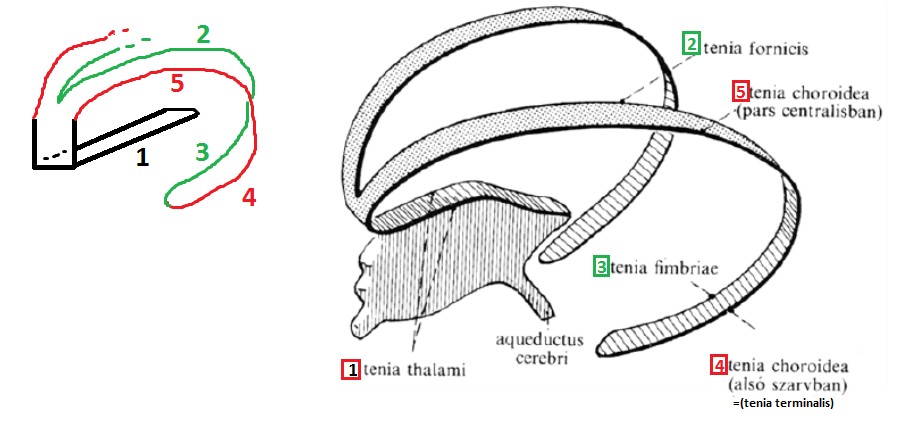 2
5
1
3
4
2 tenia fornicis
5 tenia choroidea
(pars centralisban)
3 tenia fimbriae
aqueductus
cerebri
1 tenia thalami
4 tenia choroidea
(alsó szarvban)
=(tenia terminalis)